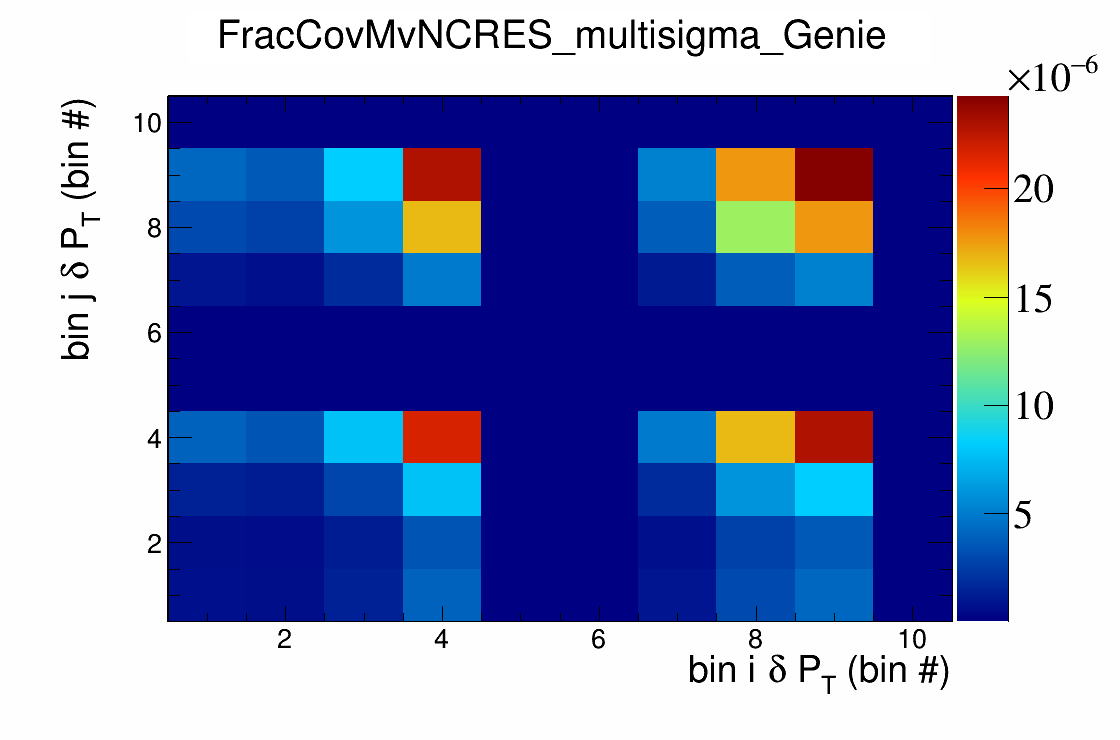 FracCovMvNCRES_multisigma_Genie
×10⁻⁶
bin j δ P_T (bin #)
10
8
6
4
2
20
15
10
5
2 4 6 8 10
bin i δ P_T (bin #)